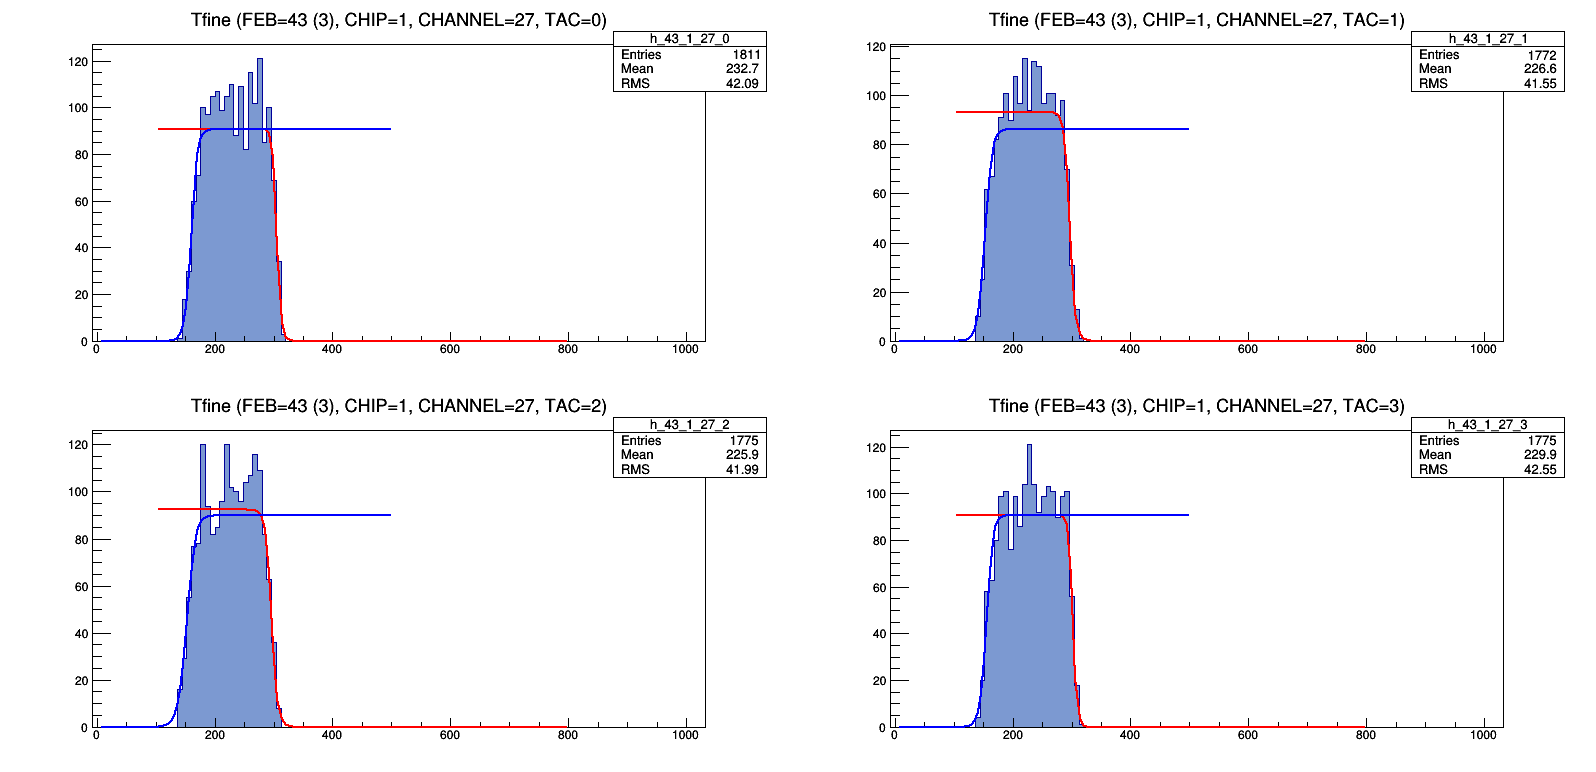 Tfine (FEB=43 (3), CHIP=1, CHANNEL=27, TAC=0)
h_43_1_27_0
Entries 1811
Mean 232.7
RMS 42.09
120
100
80
60
40
20
0
0 200 400 600 800 1000
Tfine (FEB=43 (3), CHIP=1, CHANNEL=27, TAC=1)
h_43_1_27_1
Entries 1772
Mean 226.6
RMS 41.55
120
100
80
60
40
20
0
0 200 400 600 800 1000
Tfine (FEB=43 (3), CHIP=1, CHANNEL=27, TAC=2)
h_43_1_27_2
Entries 1775
Mean 225.9
RMS 41.99
120
100
80
60
40
20
0
0 200 400 600 800 1000
Tfine (FEB=43 (3), CHIP=1, CHANNEL=27, TAC=3)
h_43_1_27_3
Entries 1775
Mean 229.9
RMS 42.55
120
100
80
60
40
20
0
0 200 400 600 800 1000